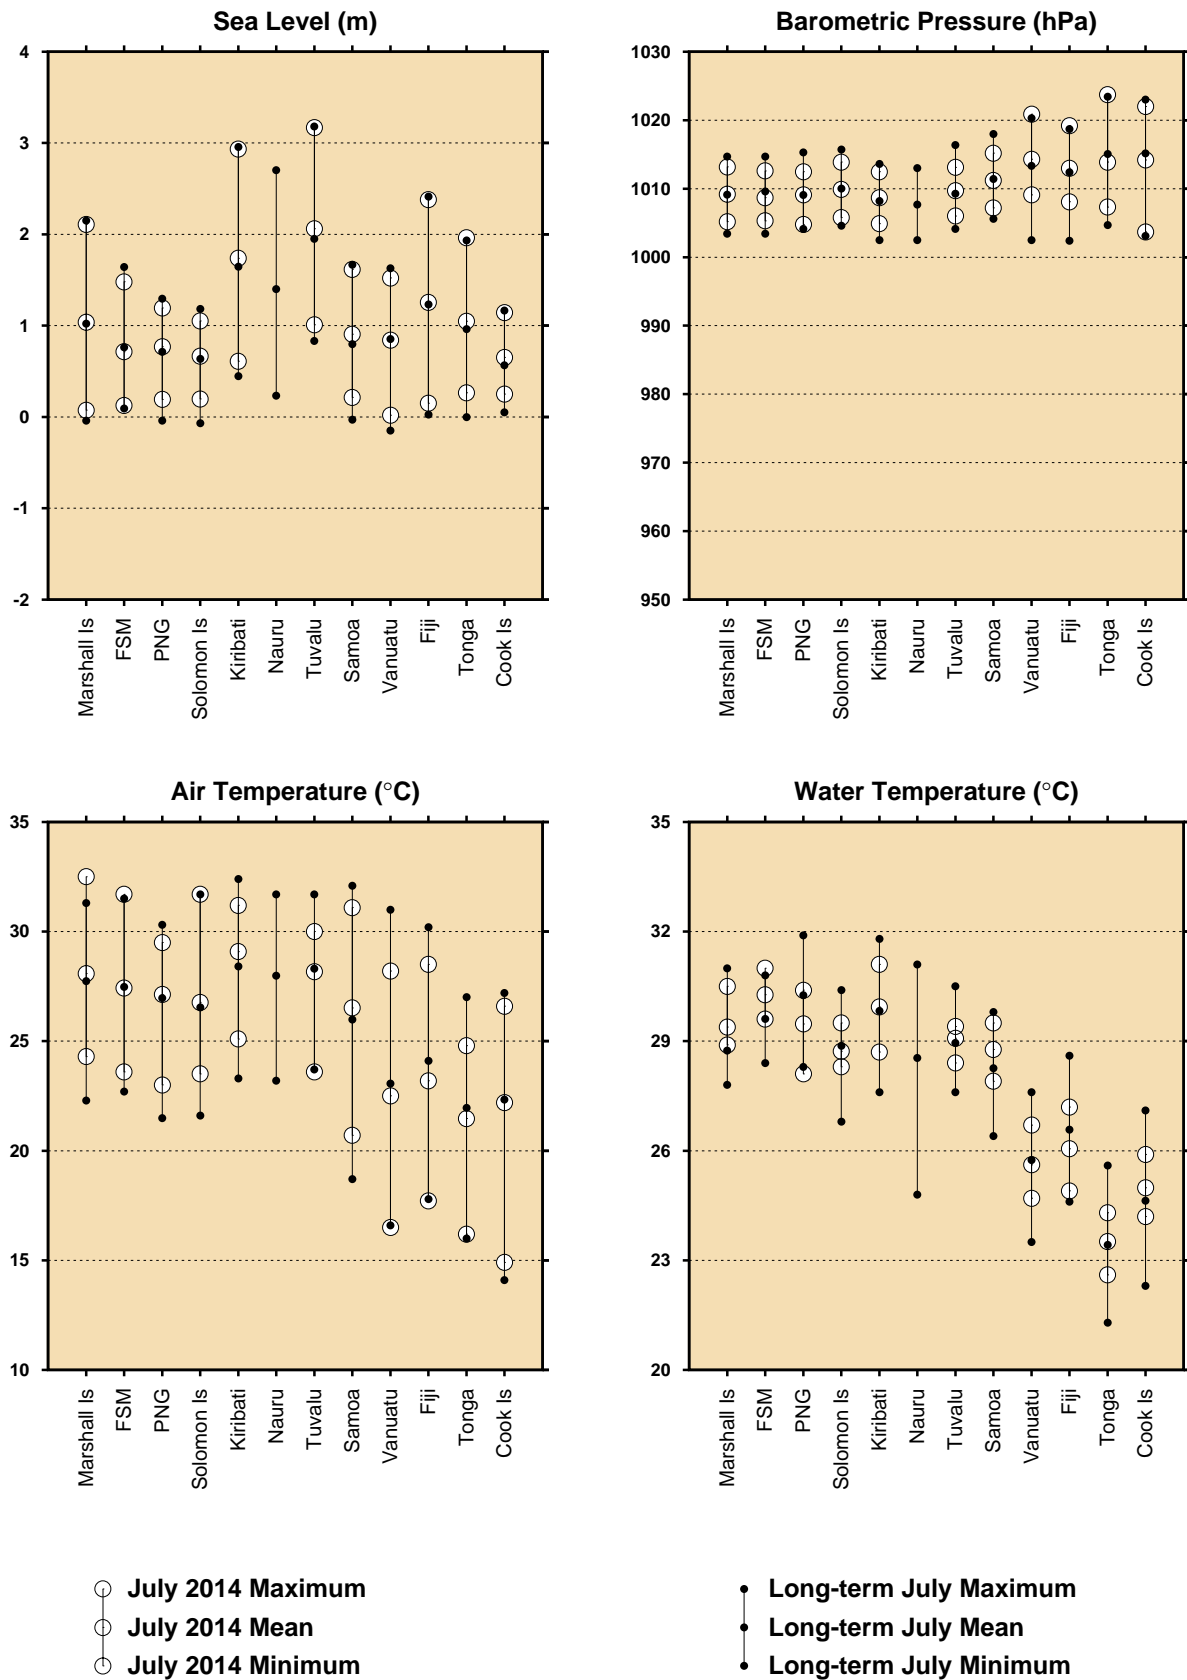 Sea Level (m)
4
3
2
1
0
-1
-2
Marshall Is
FSM
PNG
Solomon Is
Kiribati
Nauru
Tuvalu
Samoa
Vanuatu
Fiji
Tonga
Cook Is
Barometric Pressure (hPa)
1030
1020
1010
1000
990
980
970
960
950
Marshall Is
FSM
PNG
Solomon Is
Kiribati
Nauru
Tuvalu
Samoa
Vanuatu
Fiji
Tonga
Cook Is
Air Temperature (°C)
35
30
25
20
15
10
Marshall Is
FSM
PNG
Solomon Is
Kiribati
Nauru
Tuvalu
Samoa
Vanuatu
Fiji
Tonga
Cook Is
Water Temperature (°C)
35
32
29
26
23
20
Marshall Is
FSM
PNG
Solomon Is
Kiribati
Nauru
Tuvalu
Samoa
Vanuatu
Fiji
Tonga
Cook Is
July 2014 Maximum
July 2014 Mean
July 2014 Minimum
Long-term July Maximum
Long-term July Mean
Long-term July Minimum